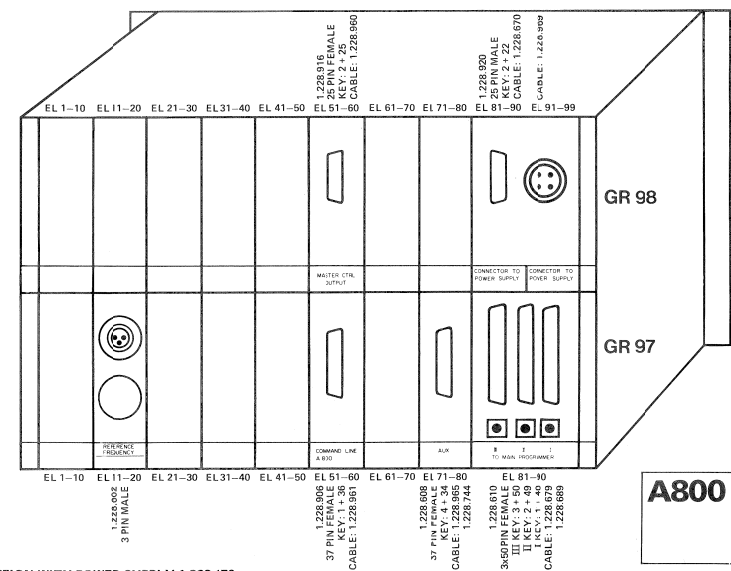 1.228.916
25 PIN FEMALE
KEY: 2 + 25
CABLE: 1.228.960
1.228.920
25 PIN MALE
KEY: 2 + 22
CABLE: 1.228.670
CABLE: 1.228.969
EL 1–10 EL 11–20 EL 21–30 EL 31–40 EL 41–50 EL 51–60 EL 61–70 EL 71–80 EL 81–90 EL 91–99
GR 98
MASTER CTRL
OUTPUT
CONNECTOR TO
POWER SUPPLY
CONNECTOR TO
POWER SUPPLY
GR 97
REFERENCE
FREQUENCY
COMMAND LINE
A 800
AUX
III II I
TO MAIN PROGRAMMER
EL 1–10 EL 11–20 EL 21–30 EL 31–40 EL 41–50 EL 51–60 EL 61–70 EL 71–80 EL 81–90
1.228.002
3 PIN MALE
1.228.906
37 PIN FEMALE
KEY: 1 + 36
CABLE: 1.228.961
1.228.608
37 PIN FEMALE
KEY: 4 + 34
CABLE: 1.228.965
1.228.744
1.228.610
3x50 PIN FEMALE
III KEY: 3 + 50
II KEY: 2 + 49
I KEY: 1 + 40
CABLE: 1.228.679
1.228.689
A800